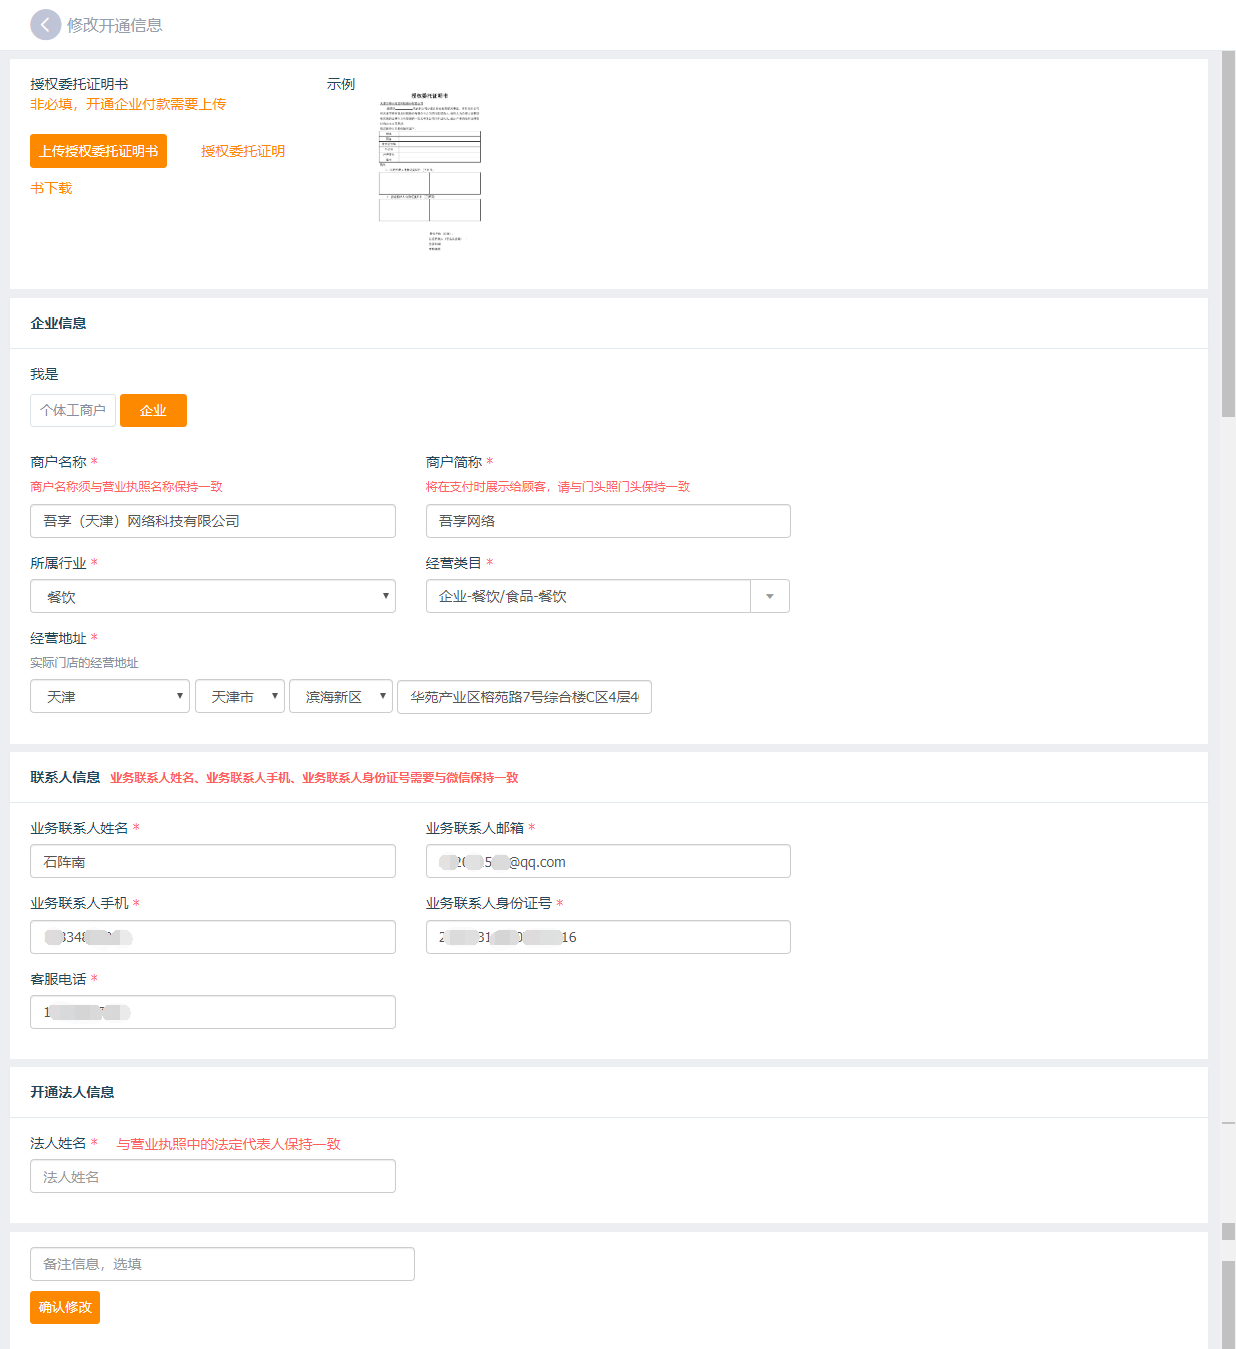 修改开通信息
授权委托证明书
非必填，开通企业付款需要上传
上传授权委托证明书
授权委托证明
书下载
示例
授权委托证明书
企业信息
我是
个体工商户
企业
商户名称 *
商户名称须与营业执照名称保持一致
吾享（天津）网络科技有限公司
商户简称 *
将在支付时展示给顾客，请与门头照门头保持一致
吾享网络
所属行业 *
餐饮
经营类目 *
企业-餐饮/食品-餐饮
经营地址 *
实际门店的经营地址
天津
天津市
滨海新区
华苑产业区榕苑路7号综合楼C区4层4
联系人信息 业务联系人姓名、业务联系人手机、业务联系人身份证号需要与微信保持一致
业务联系人姓名 *
石阵南
业务联系人邮箱 *
@qq.com
业务联系人手机 *
334
业务联系人身份证号 *
2 31 0 16
客服电话 *
1
开通法人信息
法人姓名 * 与营业执照中的法定代表人保持一致
法人姓名
备注信息，选填
确认修改